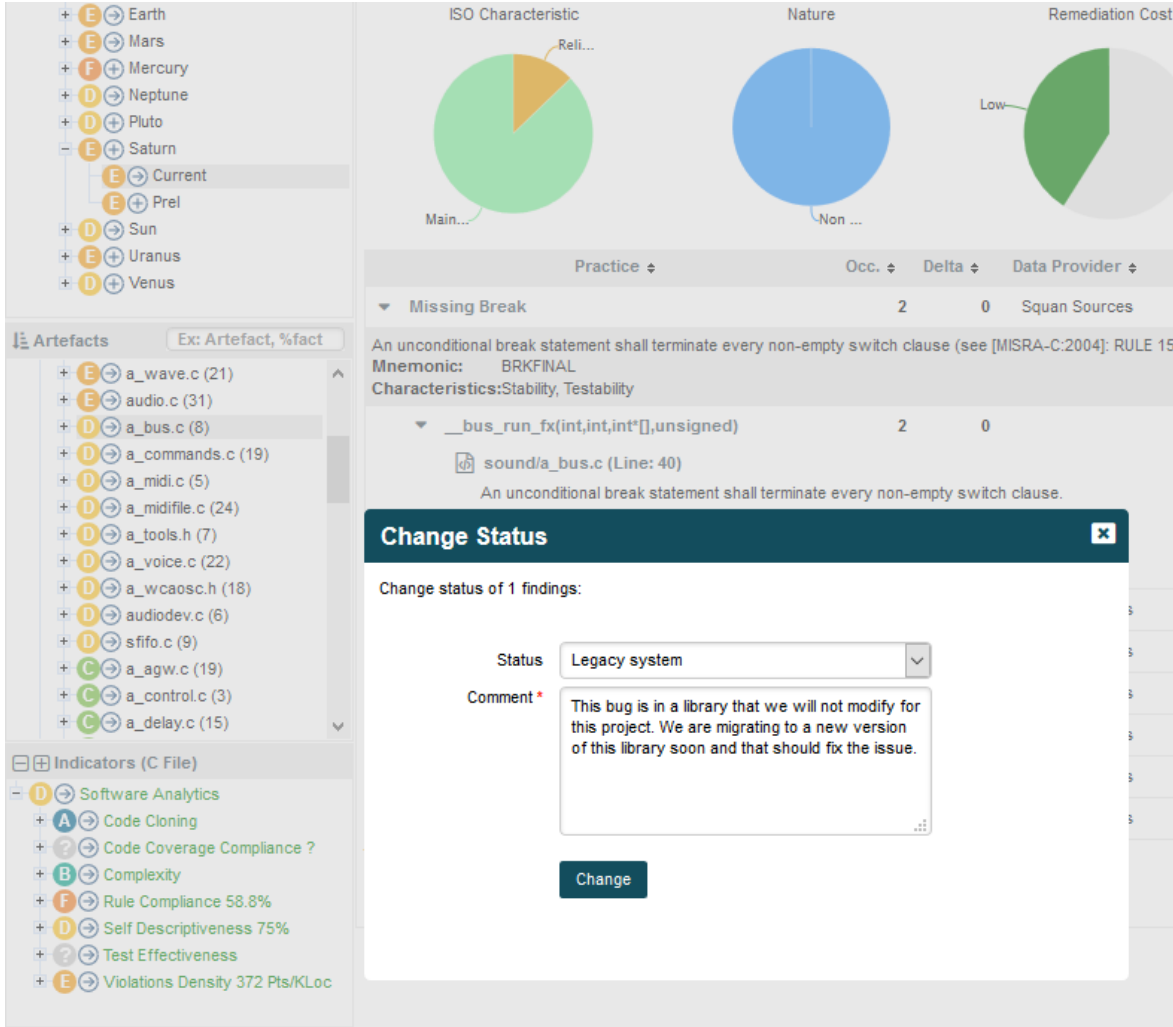 E Earth
E Mars
F Mercury
D Neptune
D Pluto
E Saturn
E Current
E Prel
D Sun
E Uranus
D Venus
Artefacts
Ex: Artefact, %fact
E a_wave.c (21)
E audio.c (31)
D a_bus.c (8)
D a_commands.c (19)
D a_midi.c (5)
D a_midifile.c (24)
D a_tools.h (7)
D a_voice.c (22)
D a_wcaosc.h (18)
D audiodev.c (6)
D sfifo.c (9)
C a_agw.c (19)
C a_control.c (3)
C a_delay.c (15)
Indicators (C File)
D Software Analytics
A Code Cloning
? Code Coverage Compliance ?
B Complexity
F Rule Compliance 58.8%
D Self Descriptiveness 75%
? Test Effectiveness
E Violations Density 372 Pts/KLoc
ISO Characteristic
Reli...
Main...
Nature
Non ...
Remediation Cost
Low
Practice Occ. Delta Data Provider
Missing Break 2 0 Squan Sources
An unconditional break statement shall terminate every non-empty switch clause (see [MISRA-C:2004]: RULE 15
Mnemonic: BRKFINAL
Characteristics:Stability, Testability
__bus_run_fx(int,int,int*[],unsigned) 2 0
sound/a_bus.c (Line: 40)
An unconditional break statement shall terminate every non-empty switch clause.
Change Status
Change status of 1 findings:
Status Legacy system
Comment *
This bug is in a library that we will not modify for
this project. We are migrating to a new version
of this library soon and that should fix the issue.
Change